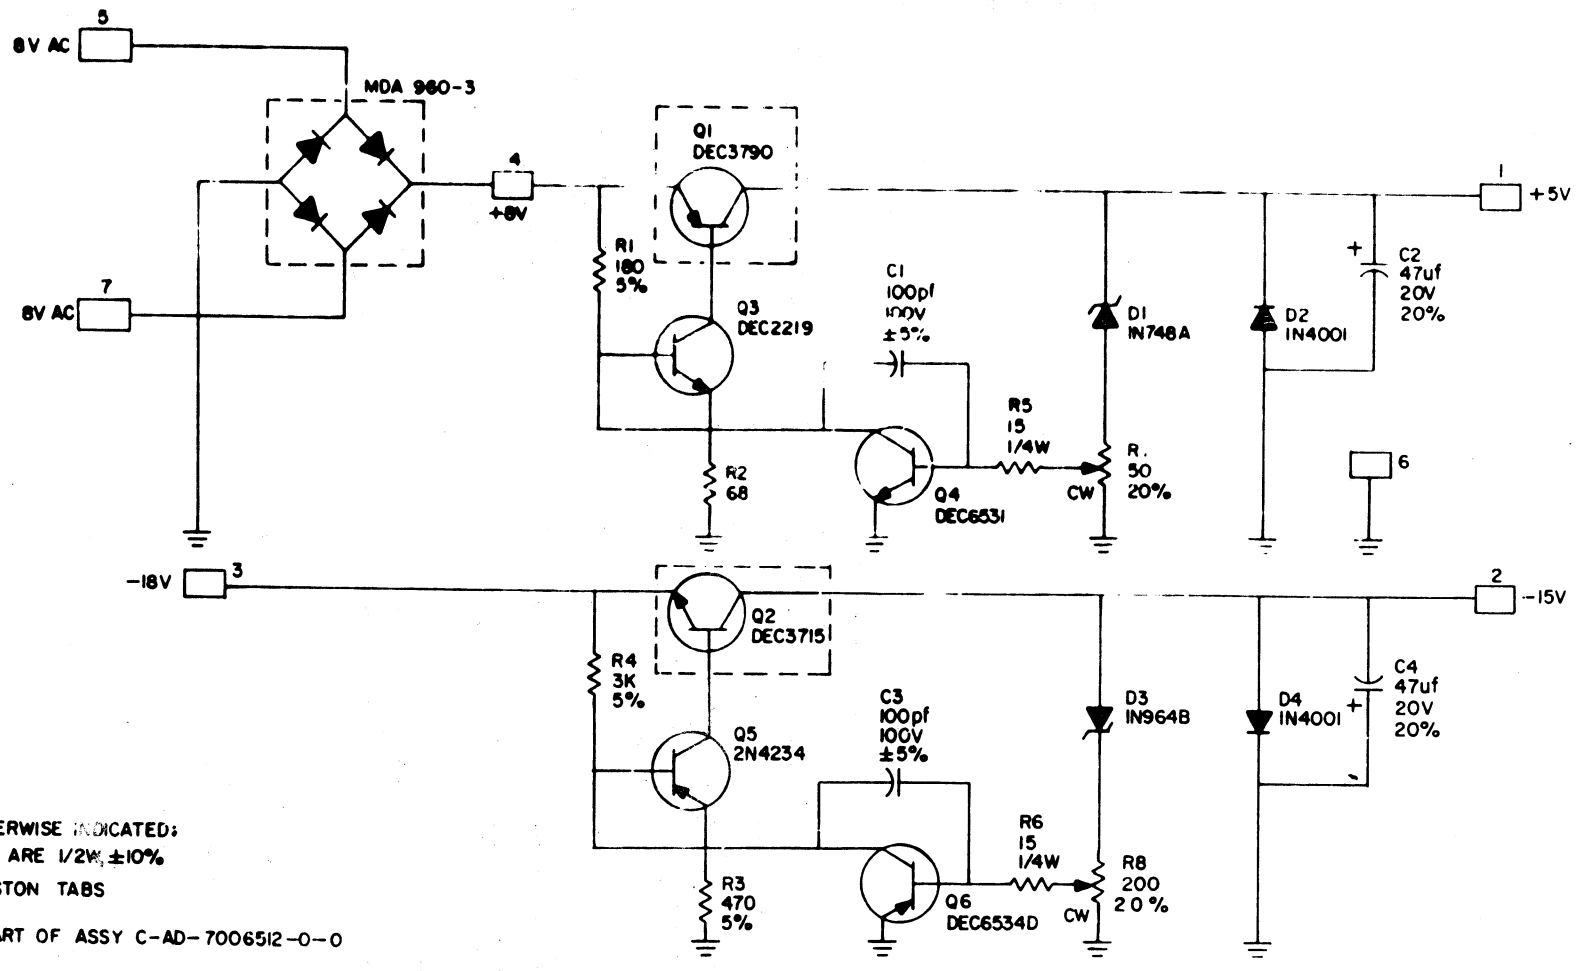 5
8V AC
MDA 960-3
7
8V AC
4
+8V
Q1
DEC3790
R1
180
5%
Q3
DEC2219
C1
100pf
100V
±5%
R2
68
Q4
DEC6531
R5
15
1/4W
D1
IN748A
R.
50
20%
CW
D2
IN4001
C2
47uf
20V
20%
+
1
+5V
6
-18V
3
Q2
DEC3715
R4
3K
5%
Q5
2N4234
C3
100pf
100V
±5%
R3
470
5%
Q6
DEC6534D
R6
15
1/4W
D3
IN964B
R8
200
20%
CW
D4
IN4001
C4
47uf
20V
20%
+
2
-15V
ERWISE INDICATED:
ARE 1/2W, ±10%
STON TABS
ART OF ASSY C-AD-7006512-0-0